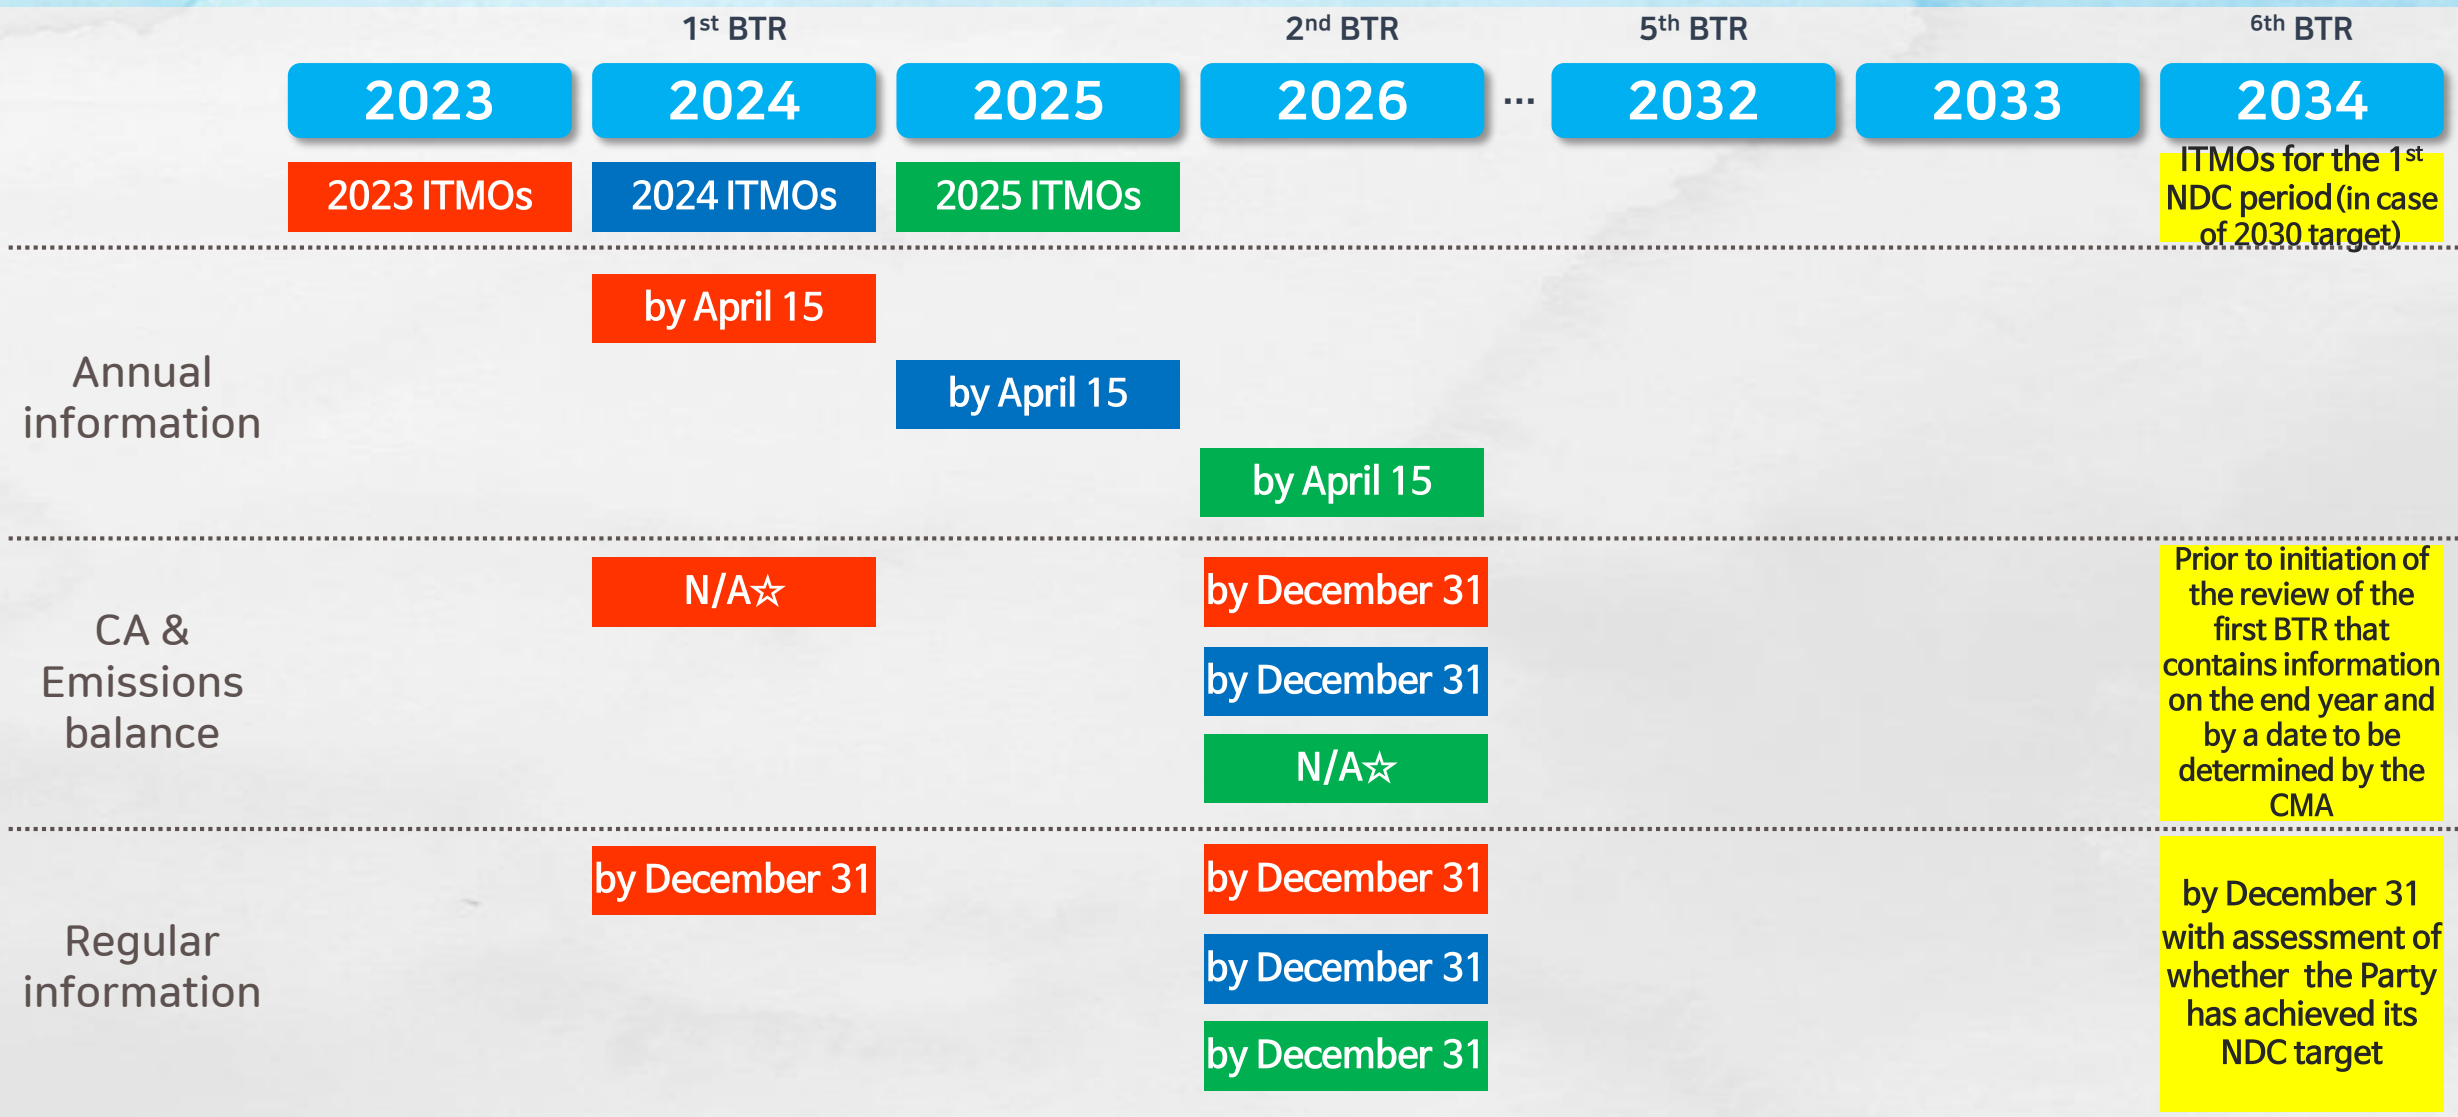 1st BTR
2nd BTR
5th BTR
6th BTR
2023
2024
2025
2026
...
2032
2033
2034
2023 ITMOs
2024 ITMOs
2025 ITMOs
ITMOs for the 1st
NDC period (in case
of 2030 target)
Annual
information
by April 15
by April 15
by April 15
CA &
Emissions
balance
N/A☆
by December 31
by December 31
N/A☆
Prior to initiation of
the review of the
first BTR that
contains information
on the end year and
by a date to be
determined by the
CMA
Regular
information
by December 31
by December 31
by December 31
by December 31
by December 31
with assessment of
whether the Party
has achieved its
NDC target